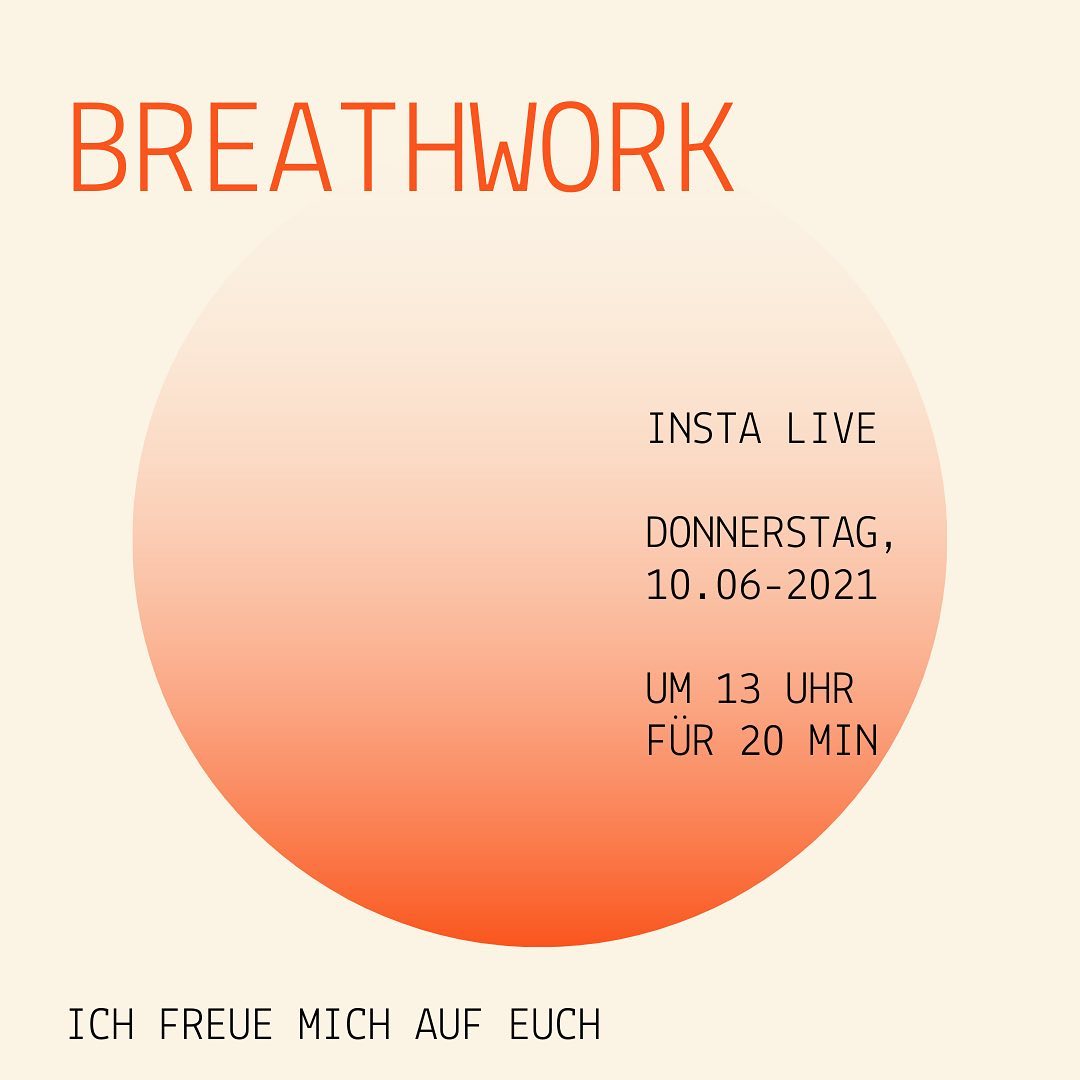 BREATHWORK
INSTA LIVE
DONNERSTAG,
10.06-2021
UM 13 UHR
FÜR 20 MIN
ICH FREUE MICH AUF EUCH